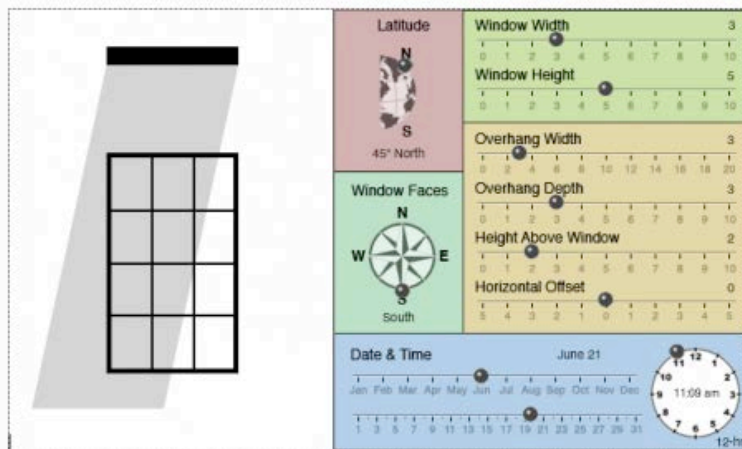 Latitude
N
S
45° North
Window Faces
N
W E
S
South
Window Width 3
0 1 2 3 4 5 6 7 8 9 10
Window Height 5
0 1 2 3 4 5 6 7 8 9 10
Overhang Width 3
0 2 4 6 8 10 12 14 16 18 20
Overhang Depth 3
0 1 2 3 4 5 6 7 8 9 10
Height Above Window 2
0 1 2 3 4 5 6 7 8 9 10
Horizontal Offset 0
5 4 3 2 1 0 1 2 3 4 5
Date & Time June 21
Jan Feb Mar Apr May Jun Jul Aug Sep Oct Nov Dec
1 3 5 7 9 11 13 15 17 19 21 23 25 27 29 31
12 1 2 3 4 5 6 7 8 9 10 11
11:09 am